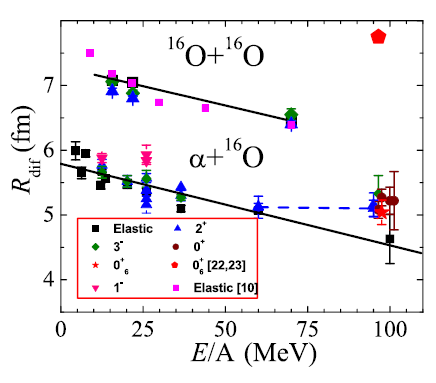 8
7
6
5
4
R_dif (fm)
¹⁶O+¹⁶O
α+¹⁶O
Elastic 2⁺
3⁻ 0⁺
0⁺₆ 0⁺₆ [22,23]
1⁻ Elastic [10]
0 25 50 75 100
E/A (MeV)